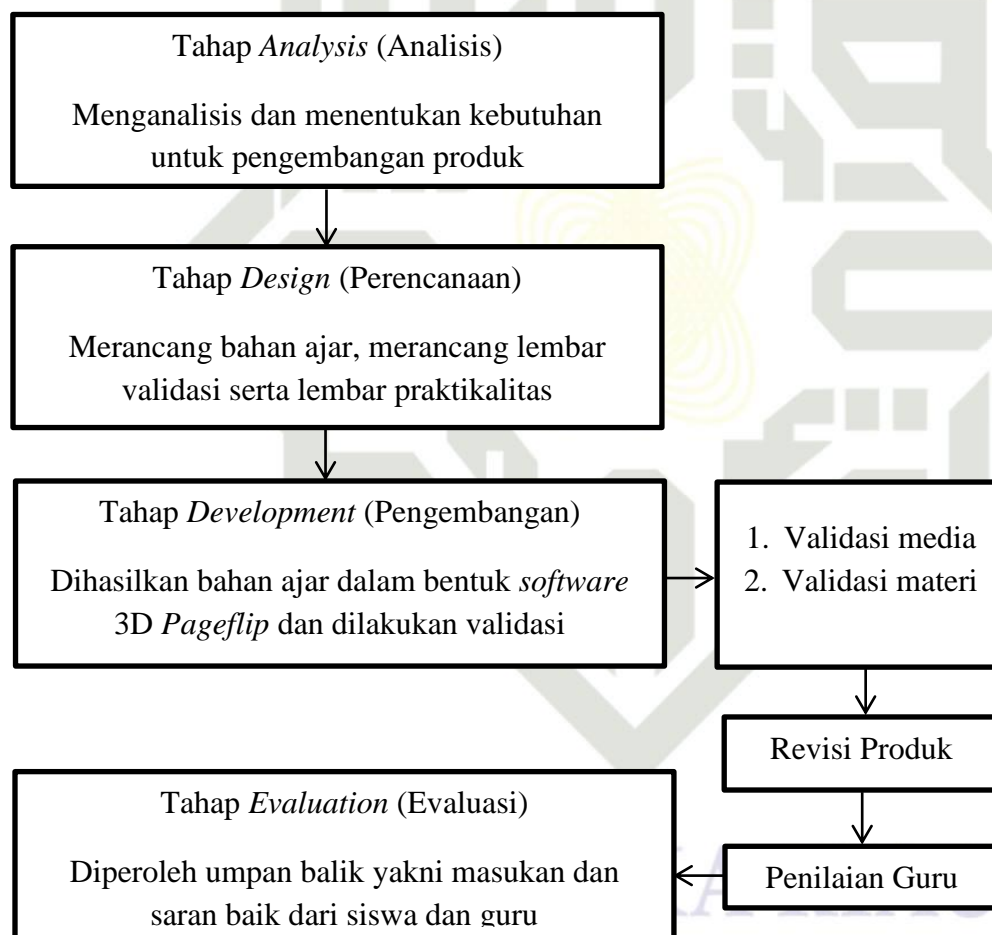 Tahap Analysis (Analisis)
Menganalisis dan menentukan kebutuhan
untuk pengembangan produk
Tahap Design (Perencanaan)
Merancang bahan ajar, merancang lembar
validasi serta lembar praktikalitas
Tahap Development (Pengembangan)
Dihasilkan bahan ajar dalam bentuk software
3D Pageflip dan dilakukan validasi
1. Validasi media
2. Validasi materi
Revisi Produk
Penilaian Guru
Tahap Evaluation (Evaluasi)
Diperoleh umpan balik yakni masukan dan
saran baik dari siswa dan guru